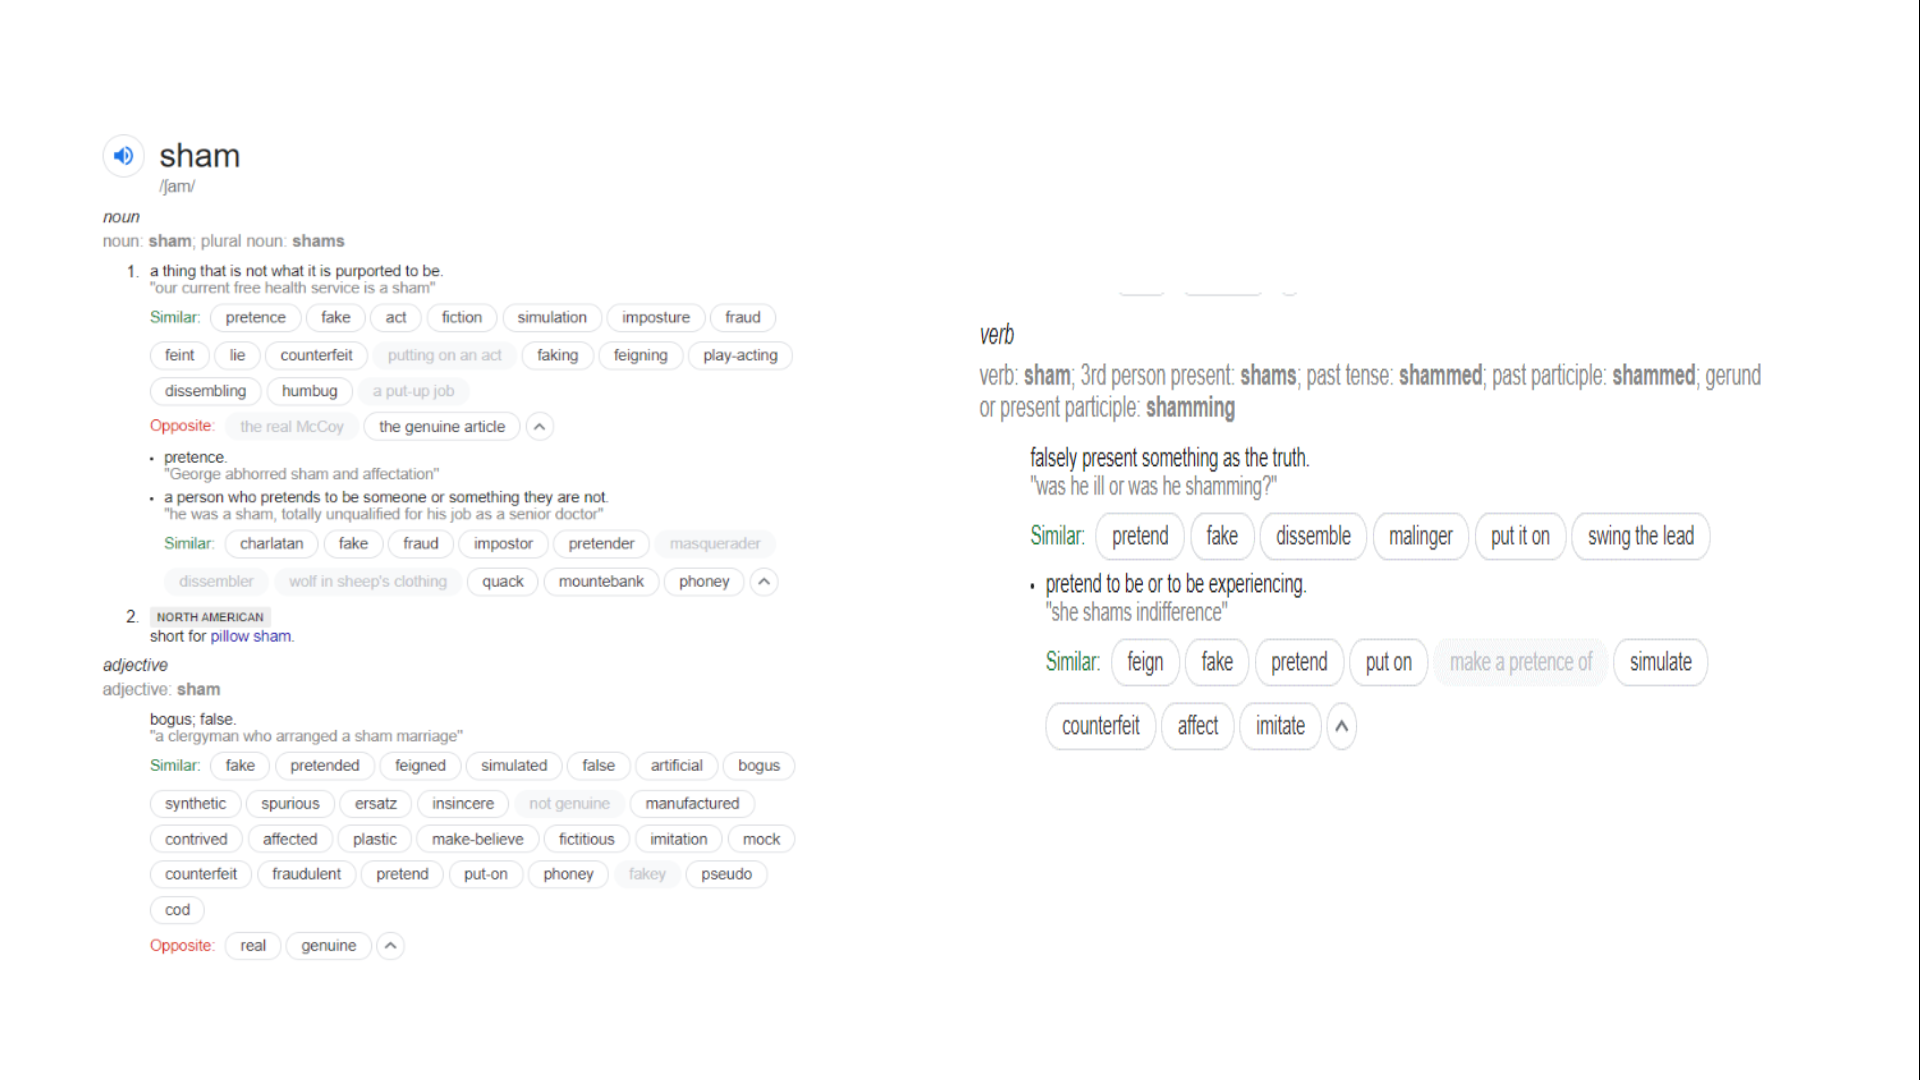 sham
/ʃam/
noun
noun: sham; plural noun: shams
1. a thing that is not what it is purported to be.
"our current free health service is a sham"
Similar: pretence fake act fiction simulation imposture fraud
feint lie counterfeit putting on an act faking feigning play-acting
dissembling humbug a put-up job
Opposite: the real McCoy the genuine article
• pretence.
"George abhorred sham and affectation"
• a person who pretends to be someone or something they are not.
"he was a sham, totally unqualified for his job as a senior doctor"
Similar: charlatan fake fraud impostor pretender masquerader
dissembler wolf in sheep's clothing quack mountebank phoney
2. NORTH AMERICAN
short for pillow sham.
adjective
adjective: sham
bogus; false.
"a clergyman who arranged a sham marriage"
Similar: fake pretended feigned simulated false artificial bogus
synthetic spurious ersatz insincere not genuine manufactured
contrived affected plastic make-believe fictitious imitation mock
counterfeit fraudulent pretend put-on phoney fakey pseudo
cod
Opposite: real genuine
verb
verb: sham; 3rd person present: shams; past tense: shammed; past participle: shammed; gerund
or present participle: shamming
falsely present something as the truth.
"was he ill or was he shamming?"
Similar: pretend fake dissemble malinger put it on swing the lead
• pretend to be or to be experiencing.
"she shams indifference"
Similar: feign fake pretend put on make a pretence of simulate
counterfeit affect imitate